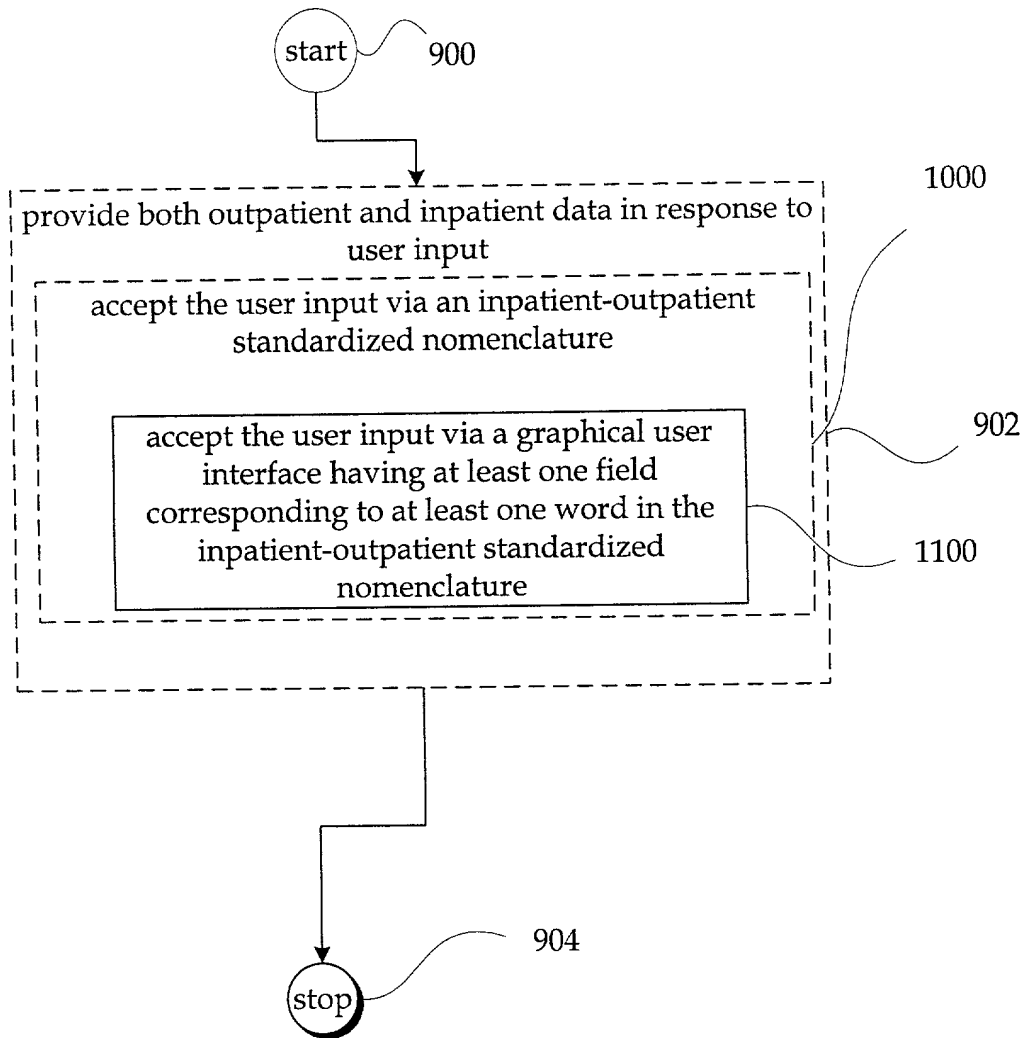 start
900
1000
provide both outpatient and inpatient data in response to
user input
accept the user input via an inpatient-outpatient
standardized nomenclature
902
accept the user input via a graphical user
interface having at least one field
corresponding to at least one word in the
inpatient-outpatient standardized
nomenclature
1100
904
stop